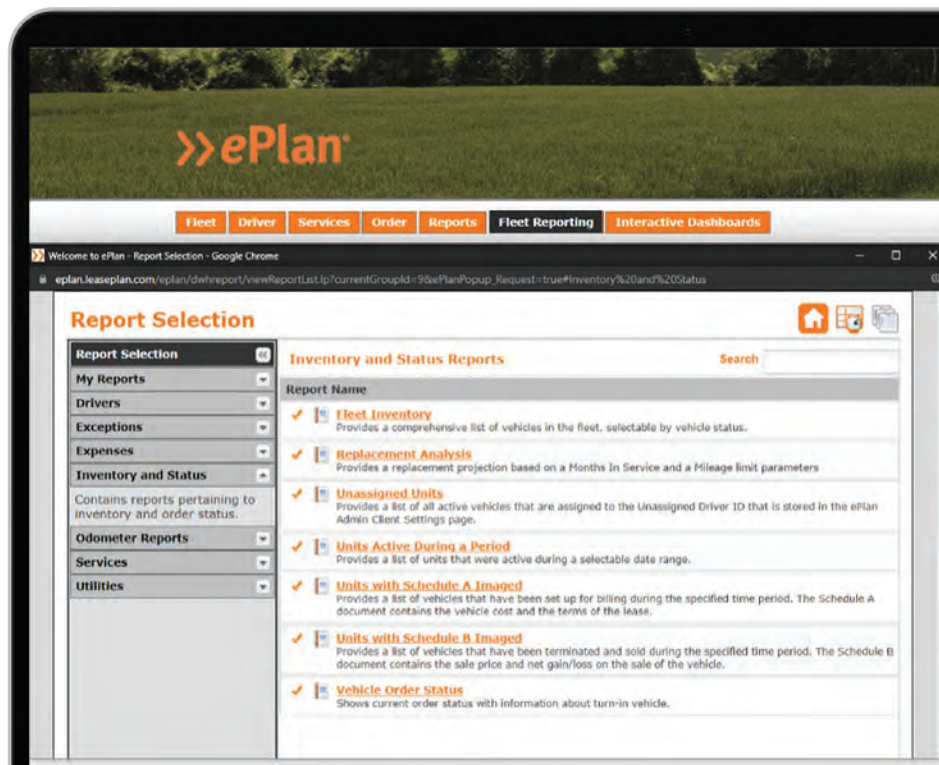 »ePlan®
Fleet Driver Services Order Reports Fleet Reporting Interactive Dashboards
Welcome to ePlan - Report Selection - Google Chrome
eplan.leaseplan.com/eplan/dwhreport/viewReportList.lp?currentGroupId=9&ePlanPopup_Request=true#Inventory%20and%20Status
Report Selection
Report Selection
My Reports
Drivers
Exceptions
Expenses
Inventory and Status
Contains reports pertaining to
inventory and order status.
Odometer Reports
Services
Utilities
Inventory and Status Reports Search
Report Name
Fleet Inventory
Provides a comprehensive list of vehicles in the fleet, selectable by vehicle status.
Replacement Analysis
Provides a replacement projection based on a Months In Service and a Mileage limit parameters
Unassigned Units
Provides a list of all active vehicles that are assigned to the Unassigned Driver ID that is stored in the ePlan
Admin Client Settings page.
Units Active During a Period
Provides a list of units that were active during a selectable date range.
Units with Schedule A Imaged
Provides a list of vehicles that have been set up for billing during the specified time period. The Schedule A
document contains the vehicle cost and the terms of the lease.
Units with Schedule B Imaged
Provides a list of vehicles that have been terminated and sold during the specified time period. The Schedule B
document contains the sale price and net gain/loss on the sale of the vehicle.
Vehicle Order Status
Shows current order status with information about turn-in vehicle.